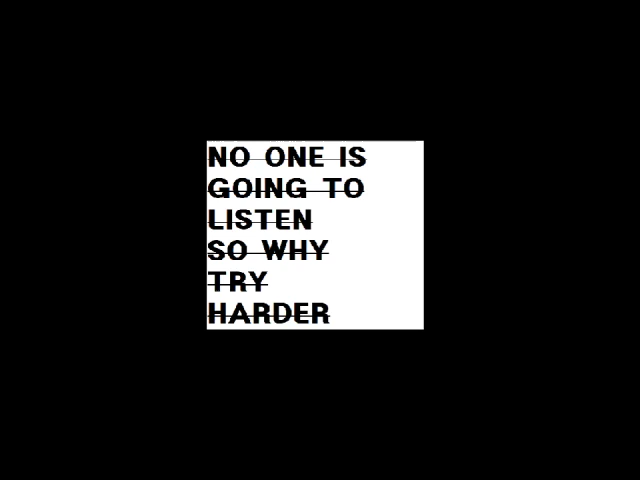 NO ONE IS
GOING TO
LISTEN
SO WHY
TRY
HARDER